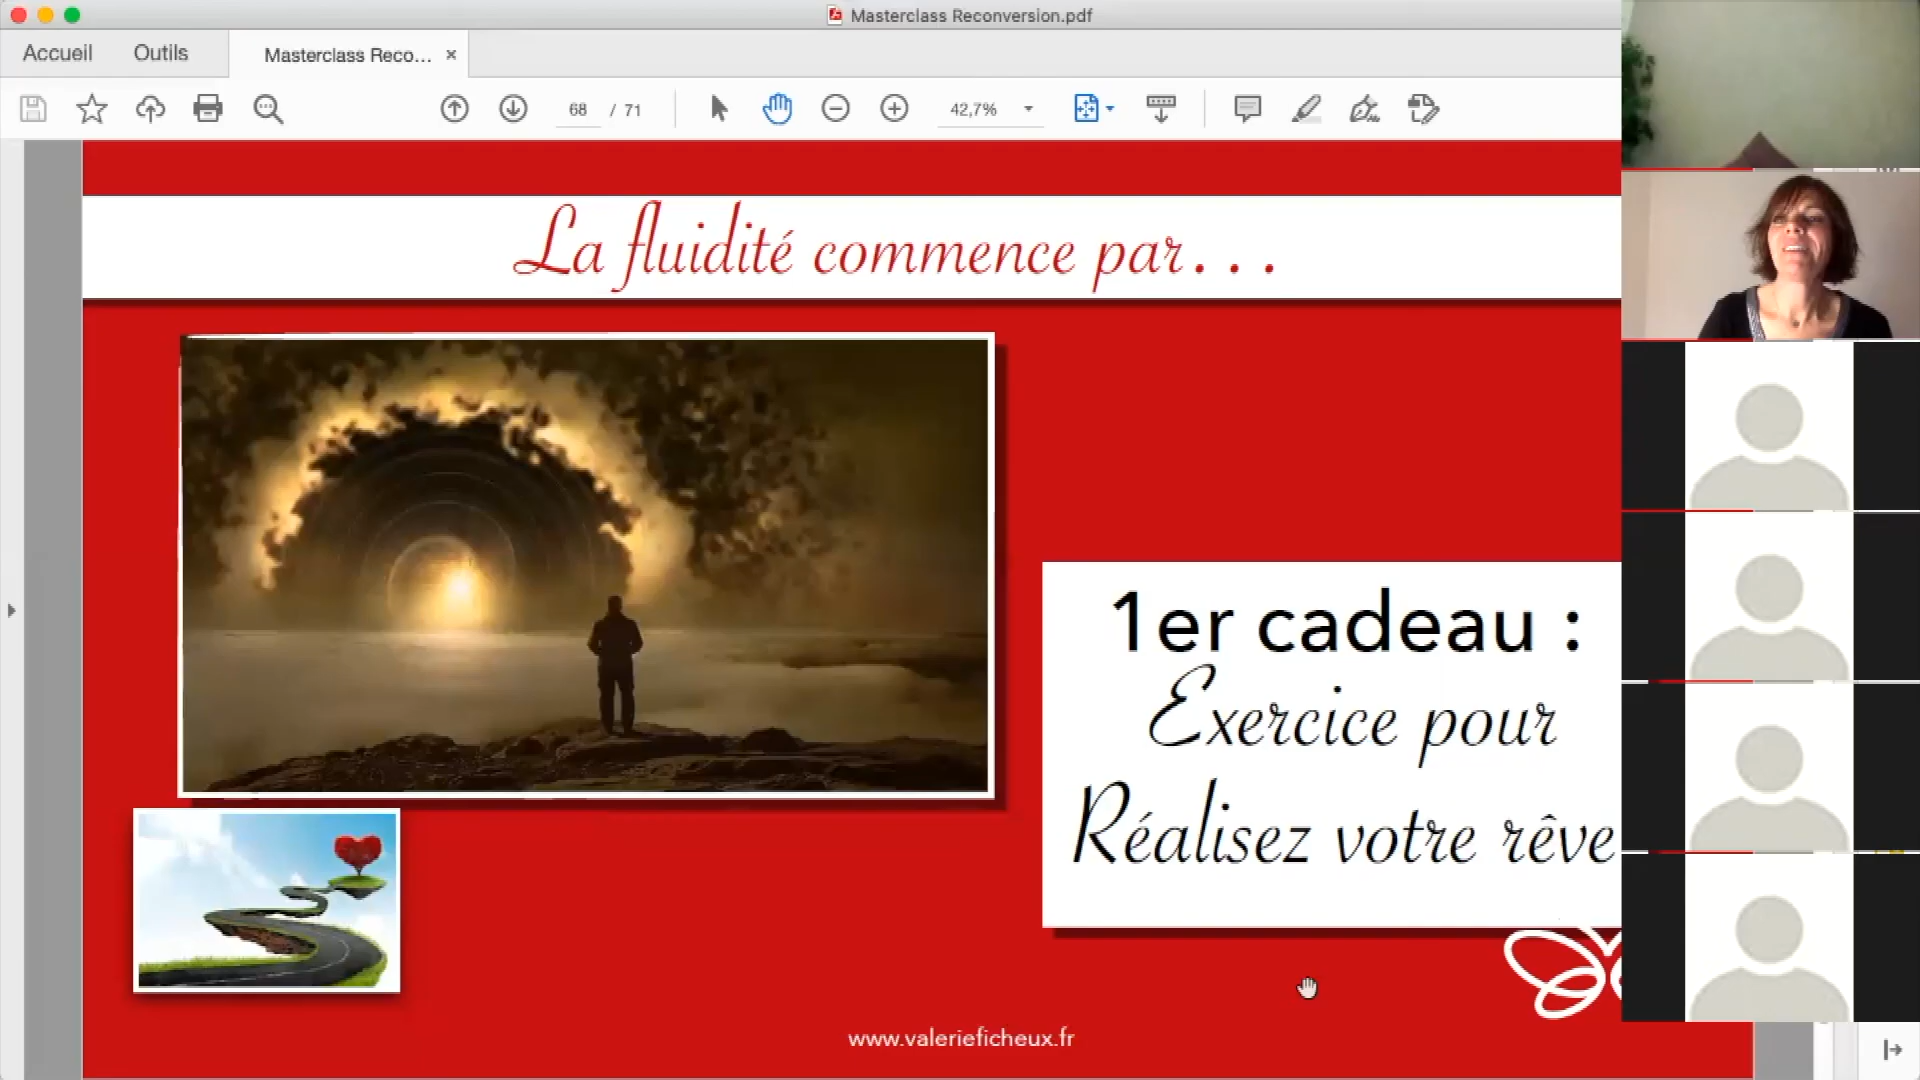 Masterclass Reconversion.pdf
Accueil
Outils
Masterclass Reco...
68 / 71
42,7%
La fluidité commence par...
1er cadeau :
Exercice pour
Réalisez votre rêve
www.valerieficheux.fr